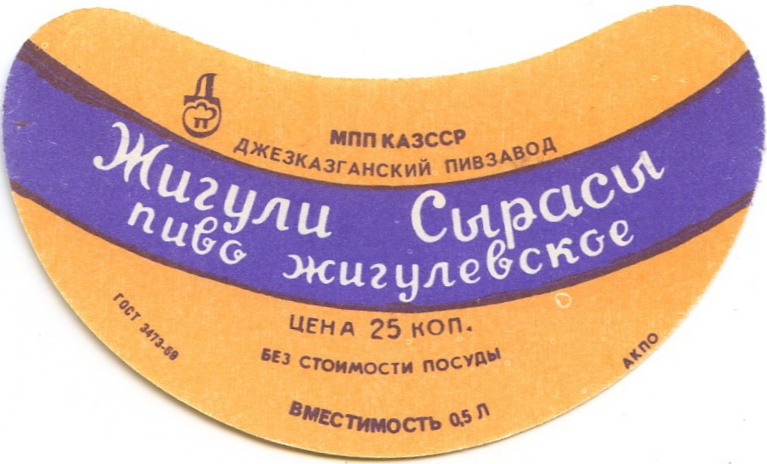 МПП КАЗССР
ДЖЕЗКАЗГАНСКИЙ ПИВЗАВОД
Жигули Сырасы
пиво жигулевское
ЦЕНА 25 КОП.
БЕЗ СТОИМОСТИ ПОСУДЫ
ВМЕСТИМОСТЬ 0,5 Л
ГОСТ 3473-69
АКПО